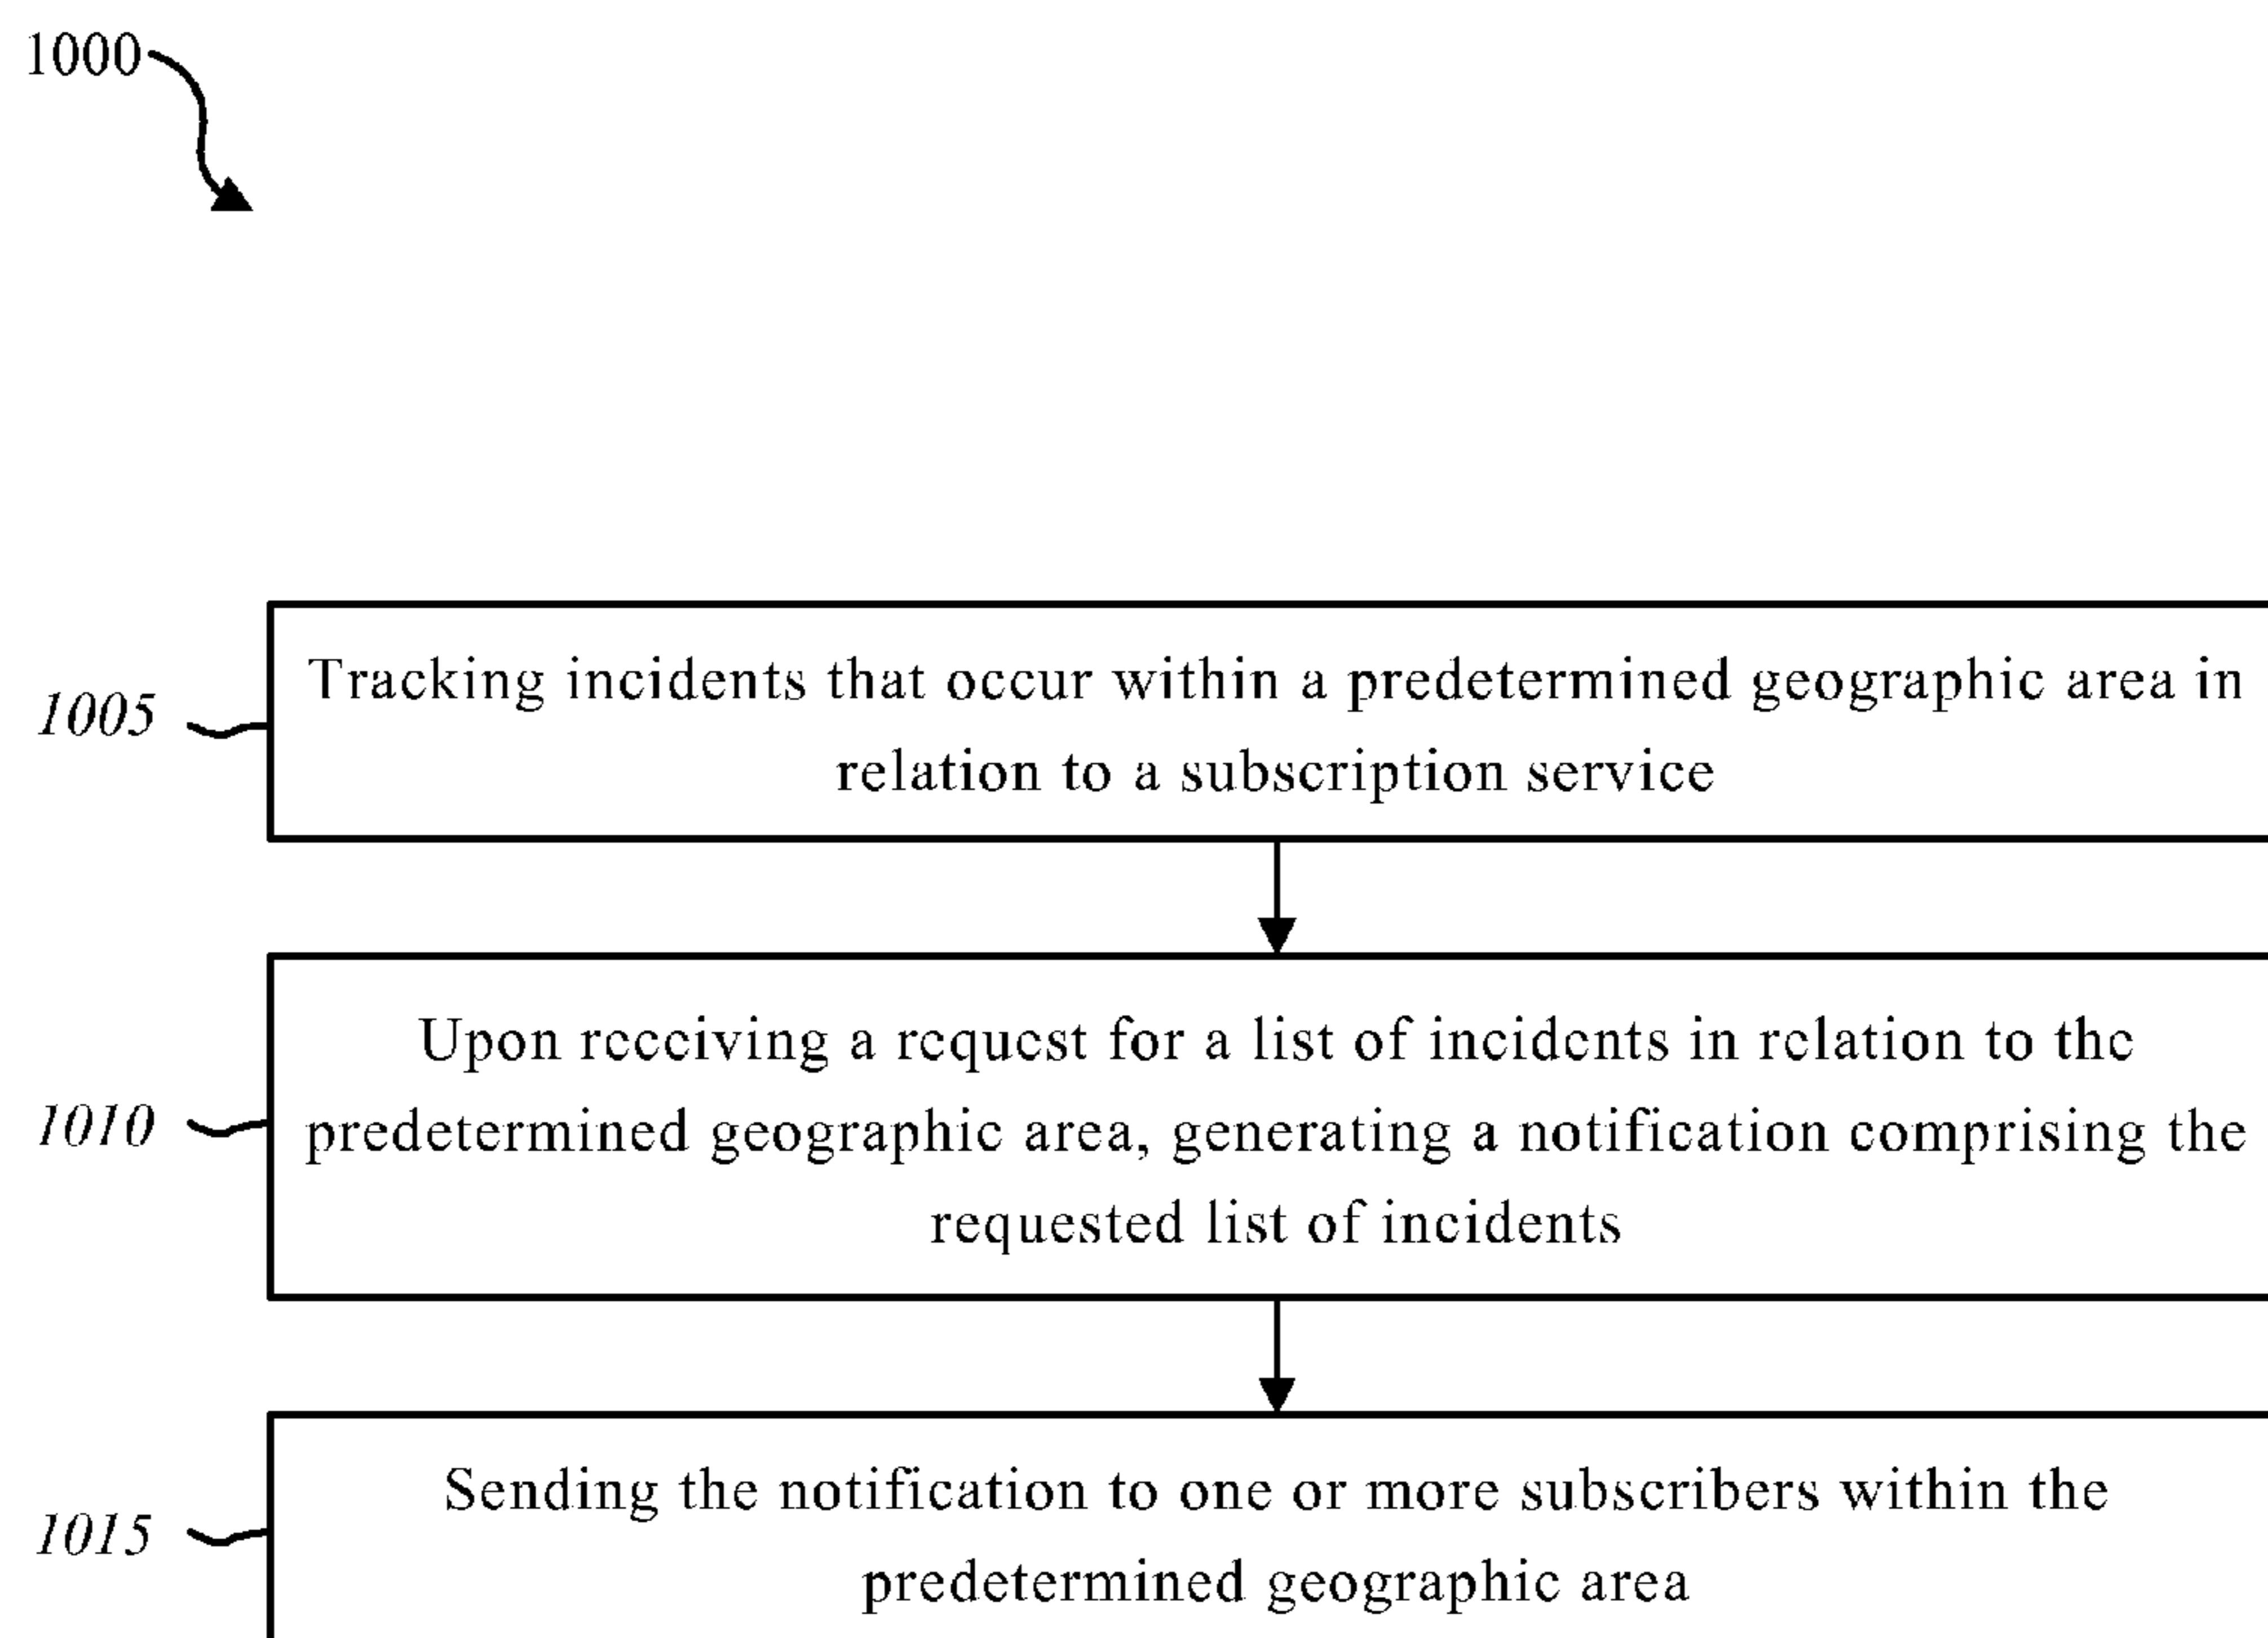 1000
Tracking incidents that occur within a predetermined geographic area in
relation to a subscription service
1005
Upon receiving a request for a list of incidents in relation to the
predetermined geographic area, generating a notification comprising the
requested list of incidents
1010
Sending the notification to one or more subscribers within the
predetermined geographic area
1015